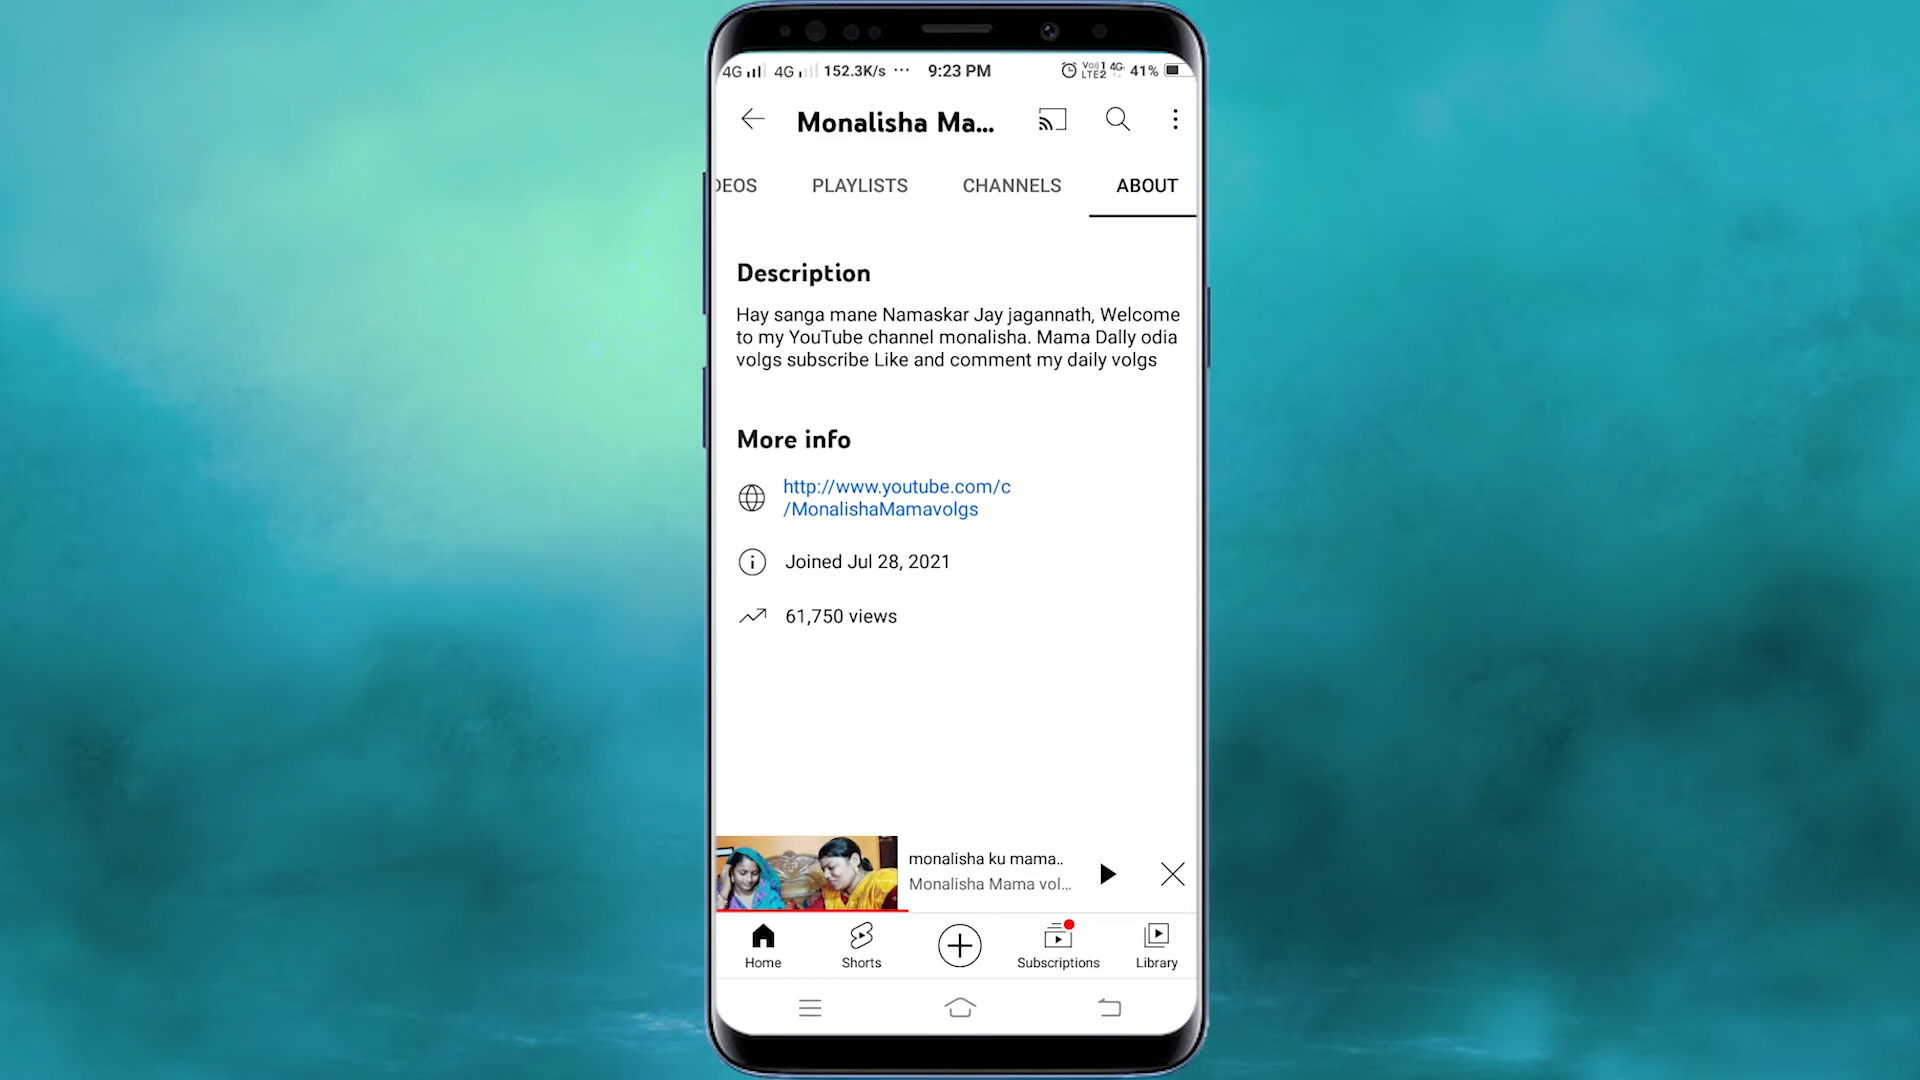 4G 4G 152.3K/s ··· 9:23 PM 4G LTE2 41%
Monalisha Ma...
DEOS PLAYLISTS CHANNELS ABOUT
Description
Hay sanga mane Namaskar Jay jagannath, Welcome
to my YouTube channel monalisha. Mama Dally odia
volgs subscribe Like and comment my daily volgs
More info
http://www.youtube.com/c
/MonalishaMamavolgs
Joined Jul 28, 2021
61,750 views
monalisha ku mama..
Monalisha Mama vol...
Home Shorts Subscriptions Library